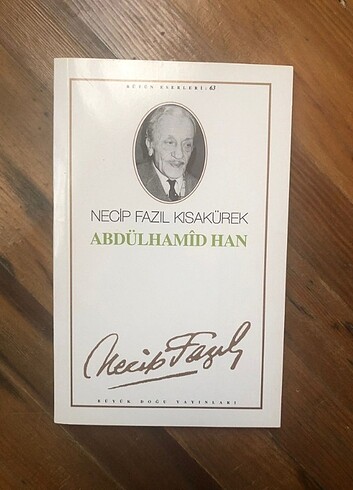 BÜTÜN ESERLERİ: 63
NECİP FAZIL KISAKÜREK
ABDÜLHAMÎD HAN
Necip Fazıl
BÜYÜK DOĞU YAYINLARI